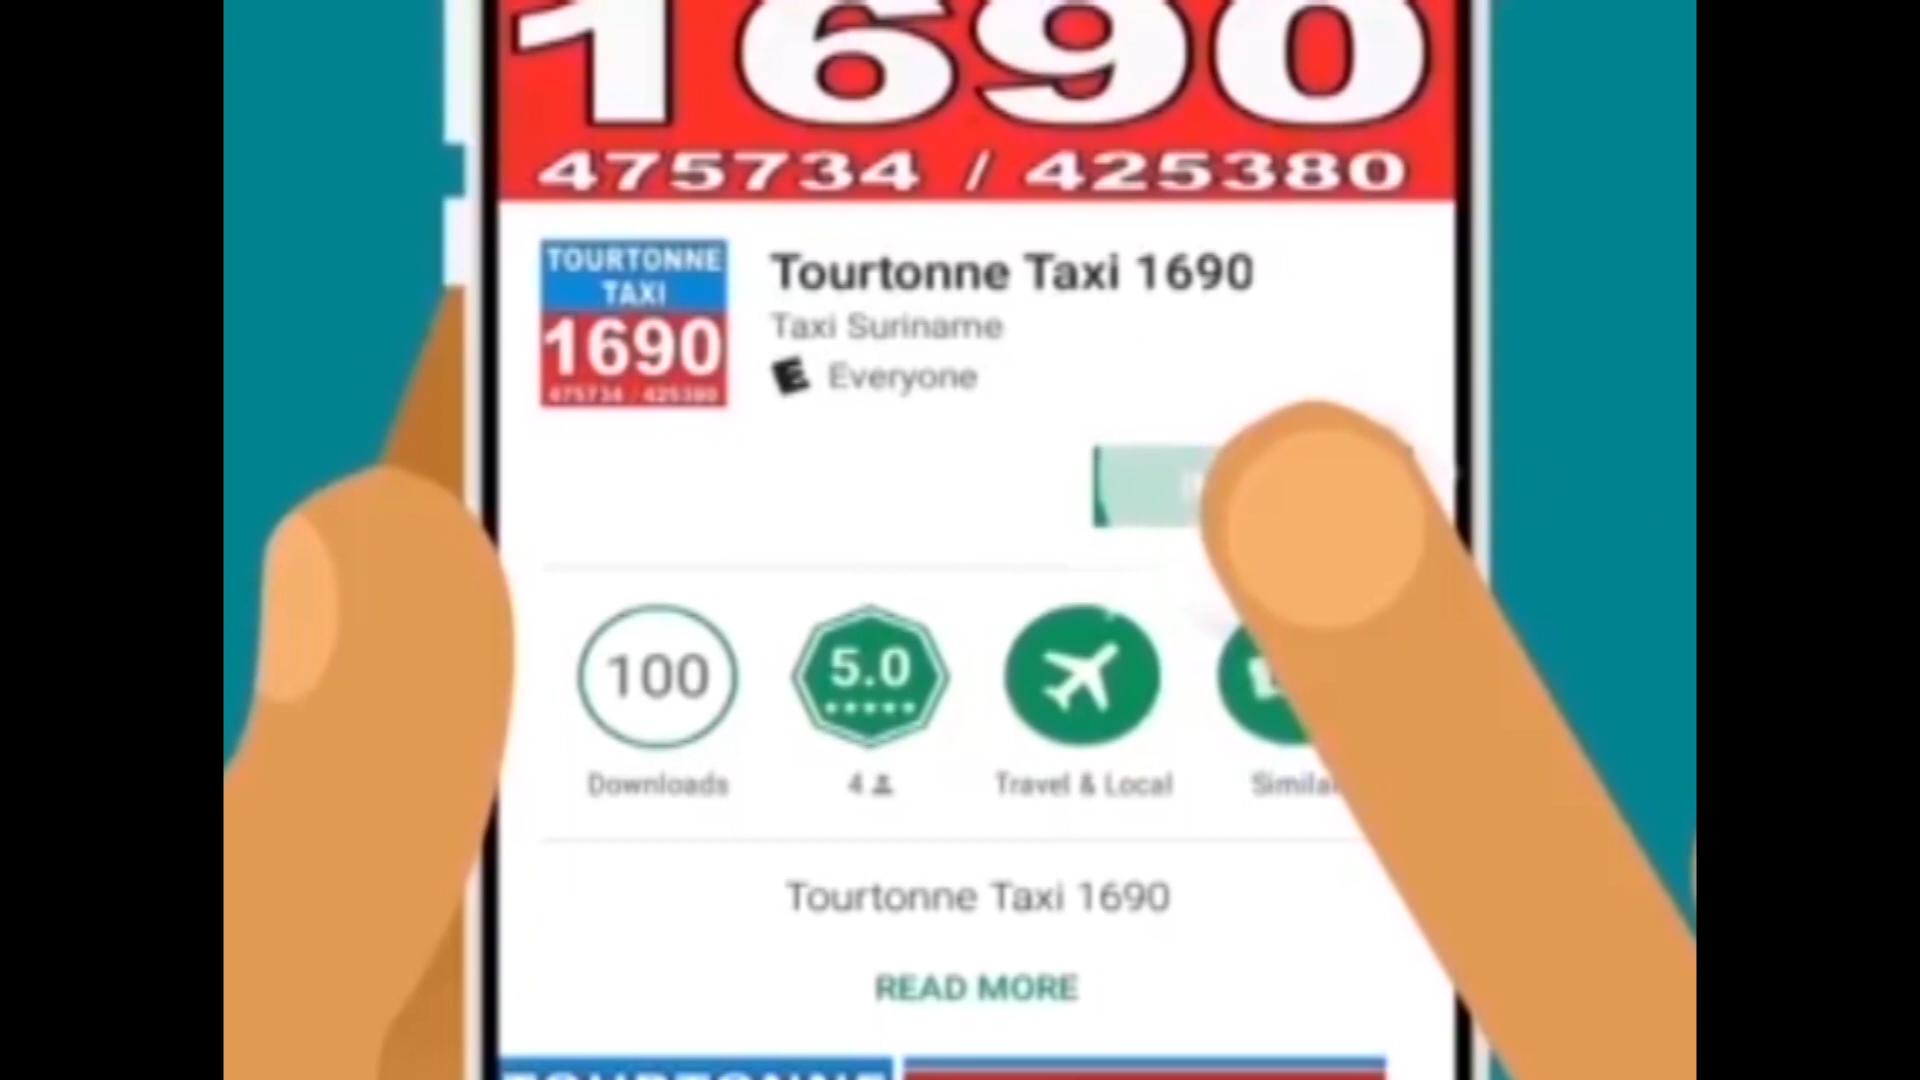 1690
475734 / 425380
TOURTONNE
TAXI
1690
475734 / 425380
Tourtonne Taxi 1690
Taxi Suriname
E Everyone
100
5.0
Downloads
4
Travel & Local
Tourtonne Taxi 1690
READ MORE
TOURTONNE